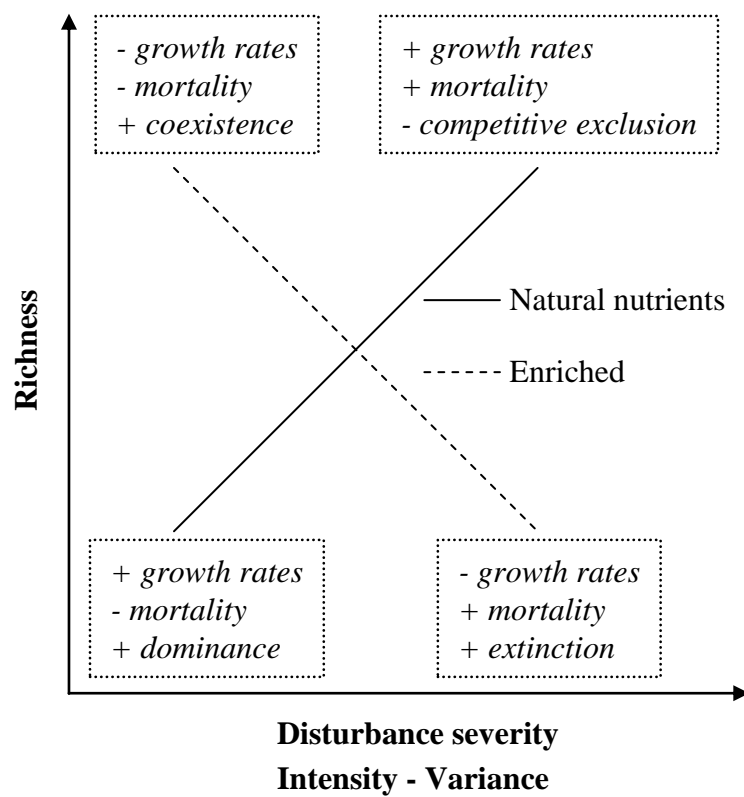 - growth rates
- mortality
+ coexistence
+ growth rates
+ mortality
- competitive exclusion
Richness
Natural nutrients
Enriched
+ growth rates
- mortality
+ dominance
- growth rates
+ mortality
+ extinction
Disturbance severity
Intensity - Variance